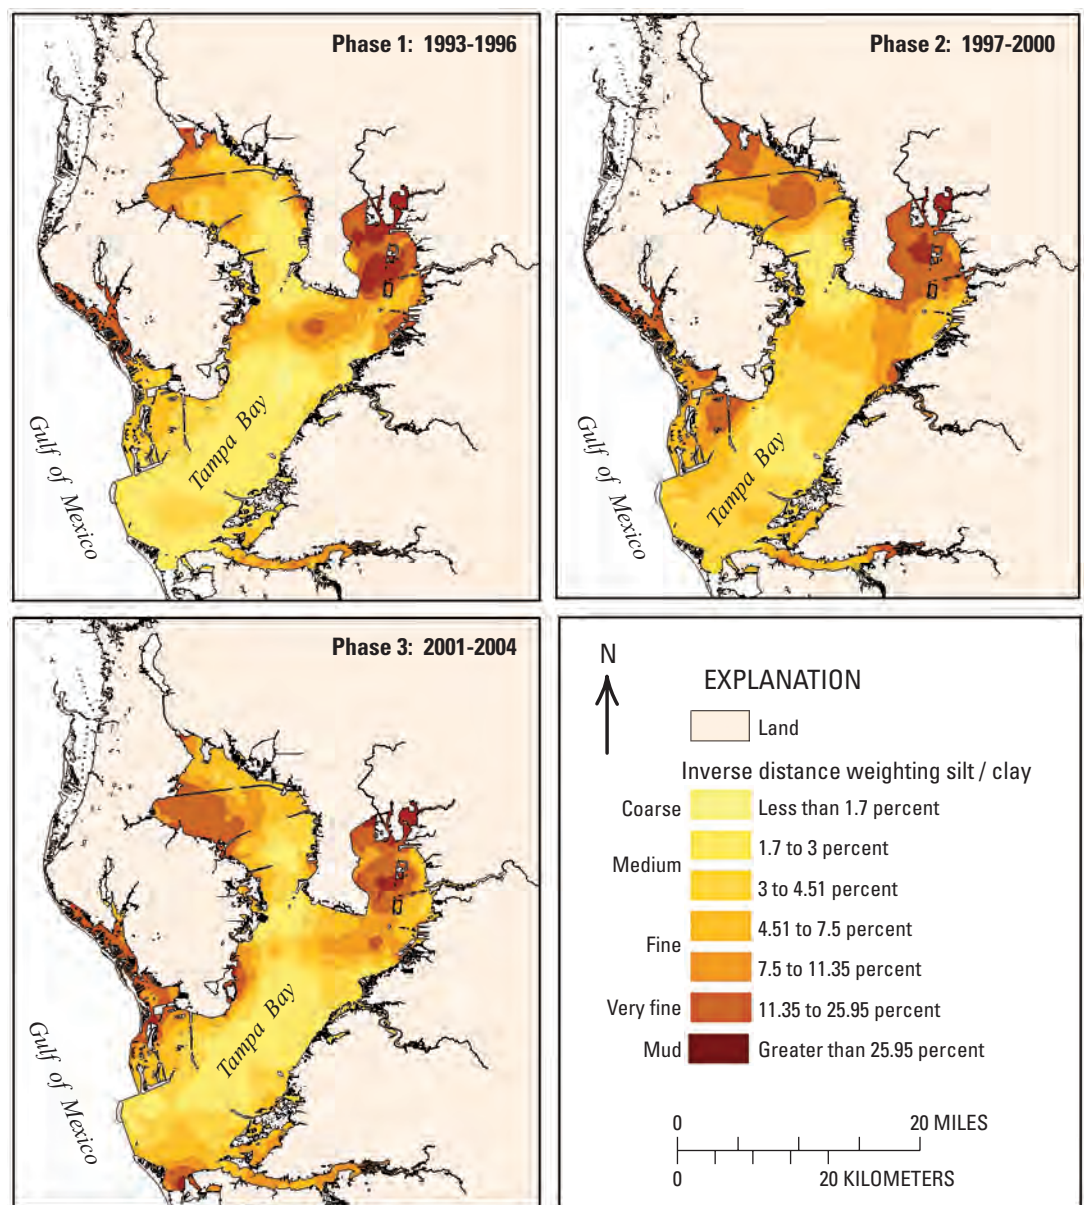 Phase 1: 1993-1996
Gulf of Mexico
Tampa Bay
Phase 2: 1997-2000
Gulf of Mexico
Tampa Bay
Phase 3: 2001-2004
Gulf of Mexico
Tampa Bay
N
EXPLANATION
Land
Inverse distance weighting silt / clay
Coarse Less than 1.7 percent
Medium
1.7 to 3 percent
3 to 4.51 percent
Fine
4.51 to 7.5 percent
7.5 to 11.35 percent
Very fine 11.35 to 25.95 percent
Mud Greater than 25.95 percent
0 20 MILES
0 20 KILOMETERS